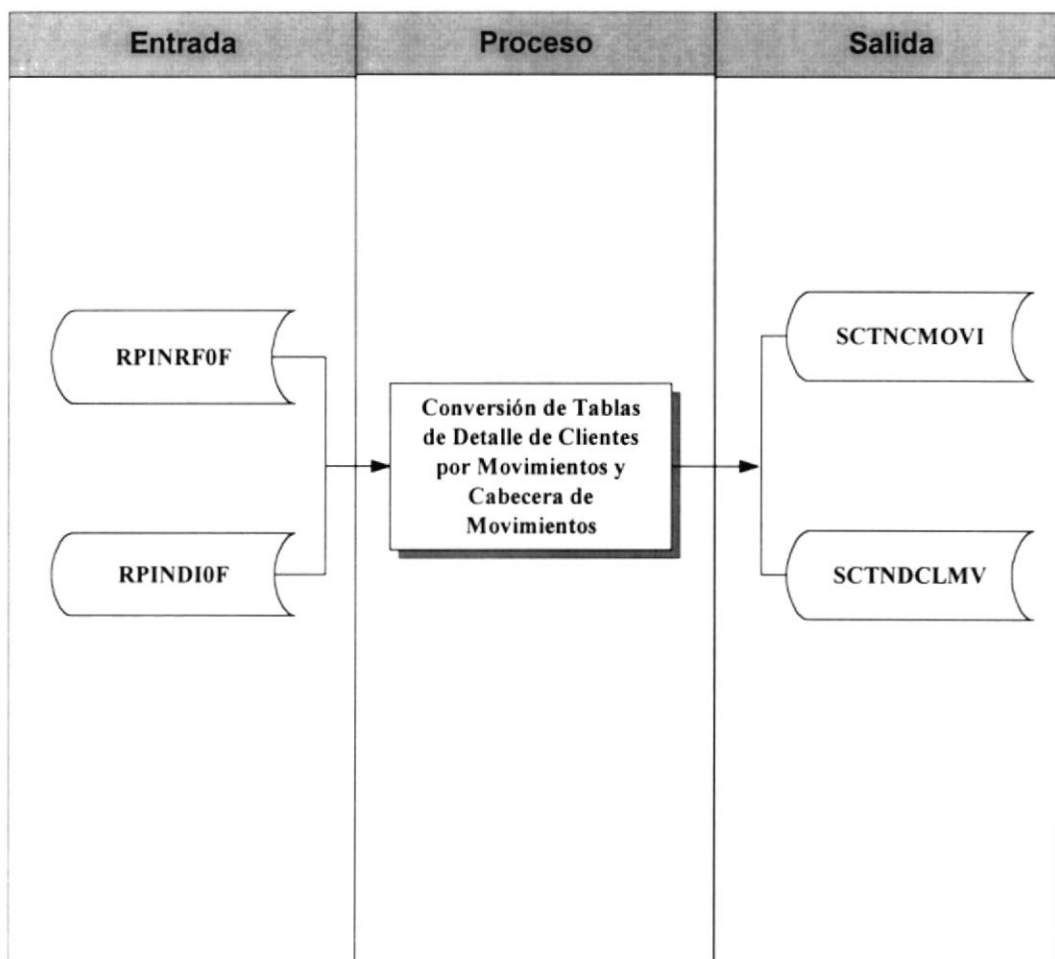 Entrada
Proceso
Salida
RPINRF0F
RPINDI0F
Conversión de Tablas
de Detalle de Clientes
por Movimientos y
Cabecera de
Movimientos
SCTNCMOVI
SCTNDCLMV